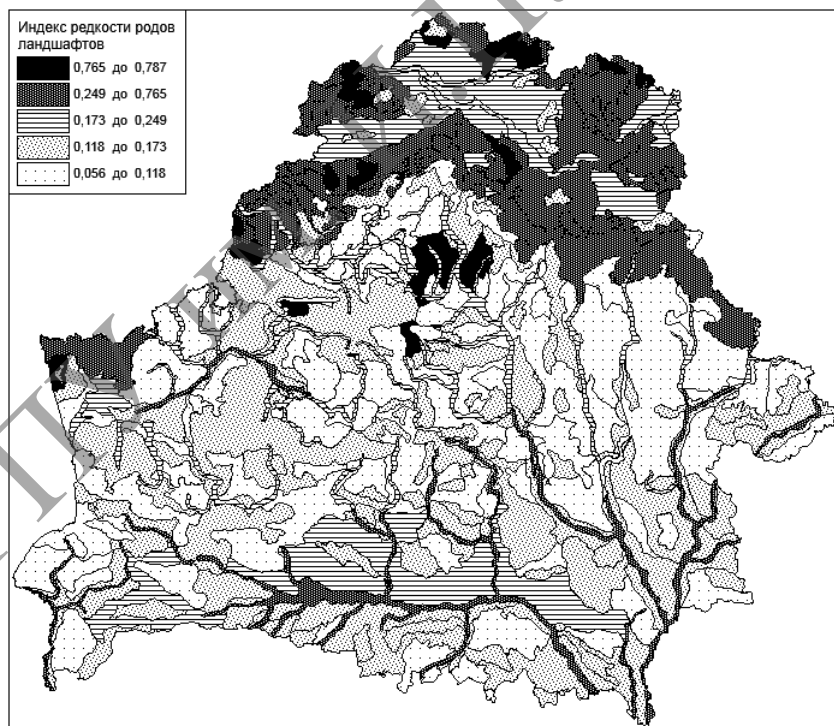 Индекс редкости родов
ландшафтов
0,765 до 0,787
0,249 до 0,765
0,173 до 0,249
0,118 до 0,173
0,056 до 0,118